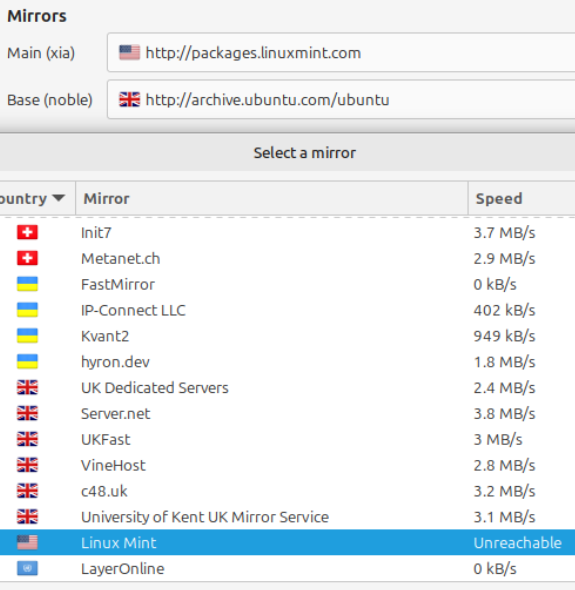 Mirrors
Main (xia) http://packages.linuxmint.com
Base (noble) http://archive.ubuntu.com/ubuntu
Select a mirror
ountry Mirror Speed
Init7 3.7 MB/s
Metanet.ch 2.9 MB/s
FastMirror 0 kB/s
IP-Connect LLC 402 kB/s
Kvant2 949 kB/s
hyron.dev 1.8 MB/s
UK Dedicated Servers 2.4 MB/s
Server.net 3.8 MB/s
UKFast 3 MB/s
VineHost 2.8 MB/s
c48.uk 3.2 MB/s
University of Kent UK Mirror Service 3.1 MB/s
Linux Mint Unreachable
LayerOnline 0 kB/s